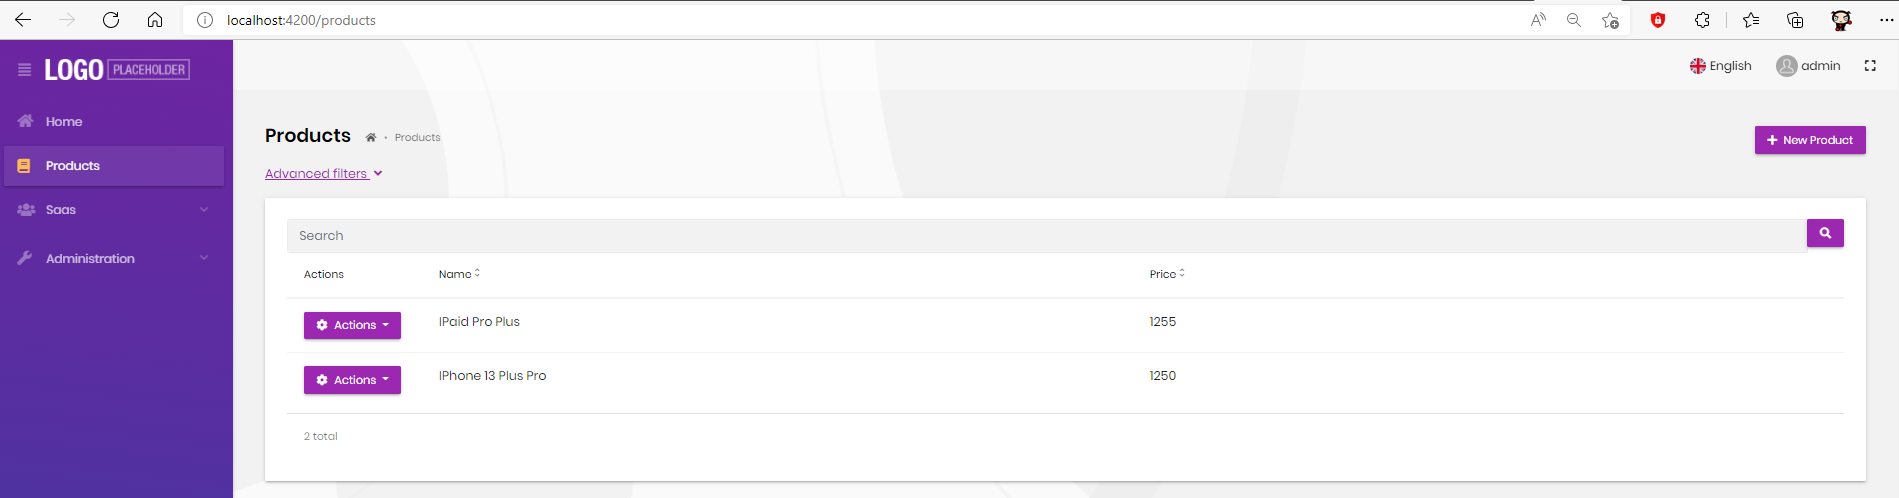 localhost:4200/products
LOGO PLACEHOLDER
English
admin
Home
Products
Saas
Administration
Products
Products
New Product
Advanced filters
Search
Actions Name Price
Actions IPaid Pro Plus 1255
Actions IPhone 13 Plus Pro 1250
2 total